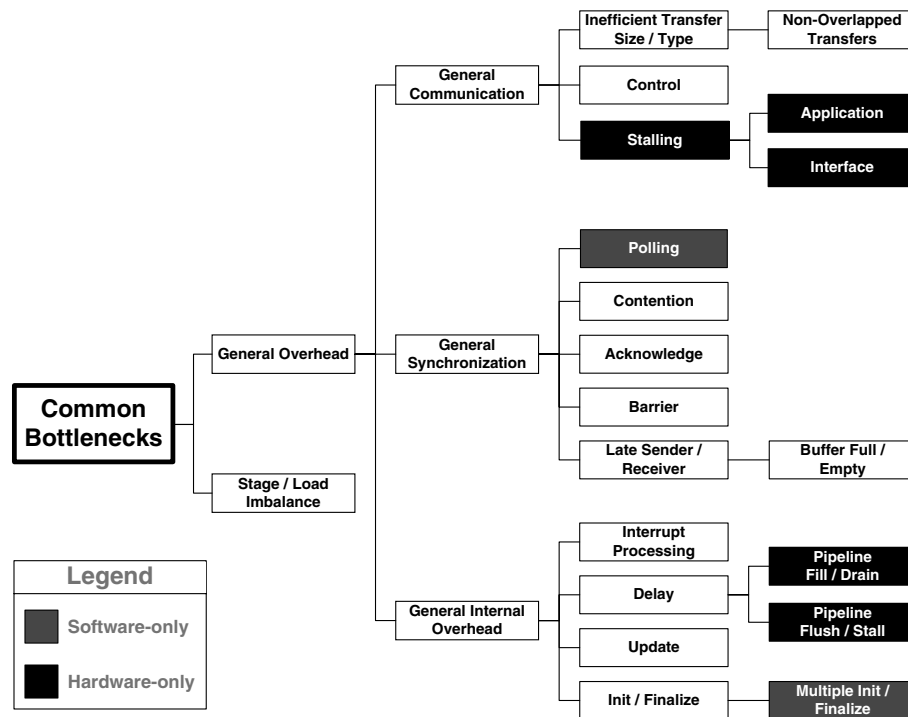 Inefficient Transfer
Size / Type
Non-Overlapped
Transfers
General
Communication
Control
Application
Stalling
Interface
Polling
Contention
General Overhead
General
Synchronization
Acknowledge
Common
Bottlenecks
Barrier
Late Sender /
Receiver
Buffer Full /
Empty
Stage / Load
Imbalance
Interrupt
Processing
Pipeline
Fill / Drain
Legend
Delay
Software-only
General Internal
Overhead
Pipeline
Flush / Stall
Update
Hardware-only
Init / Finalize
Multiple Init /
Finalize